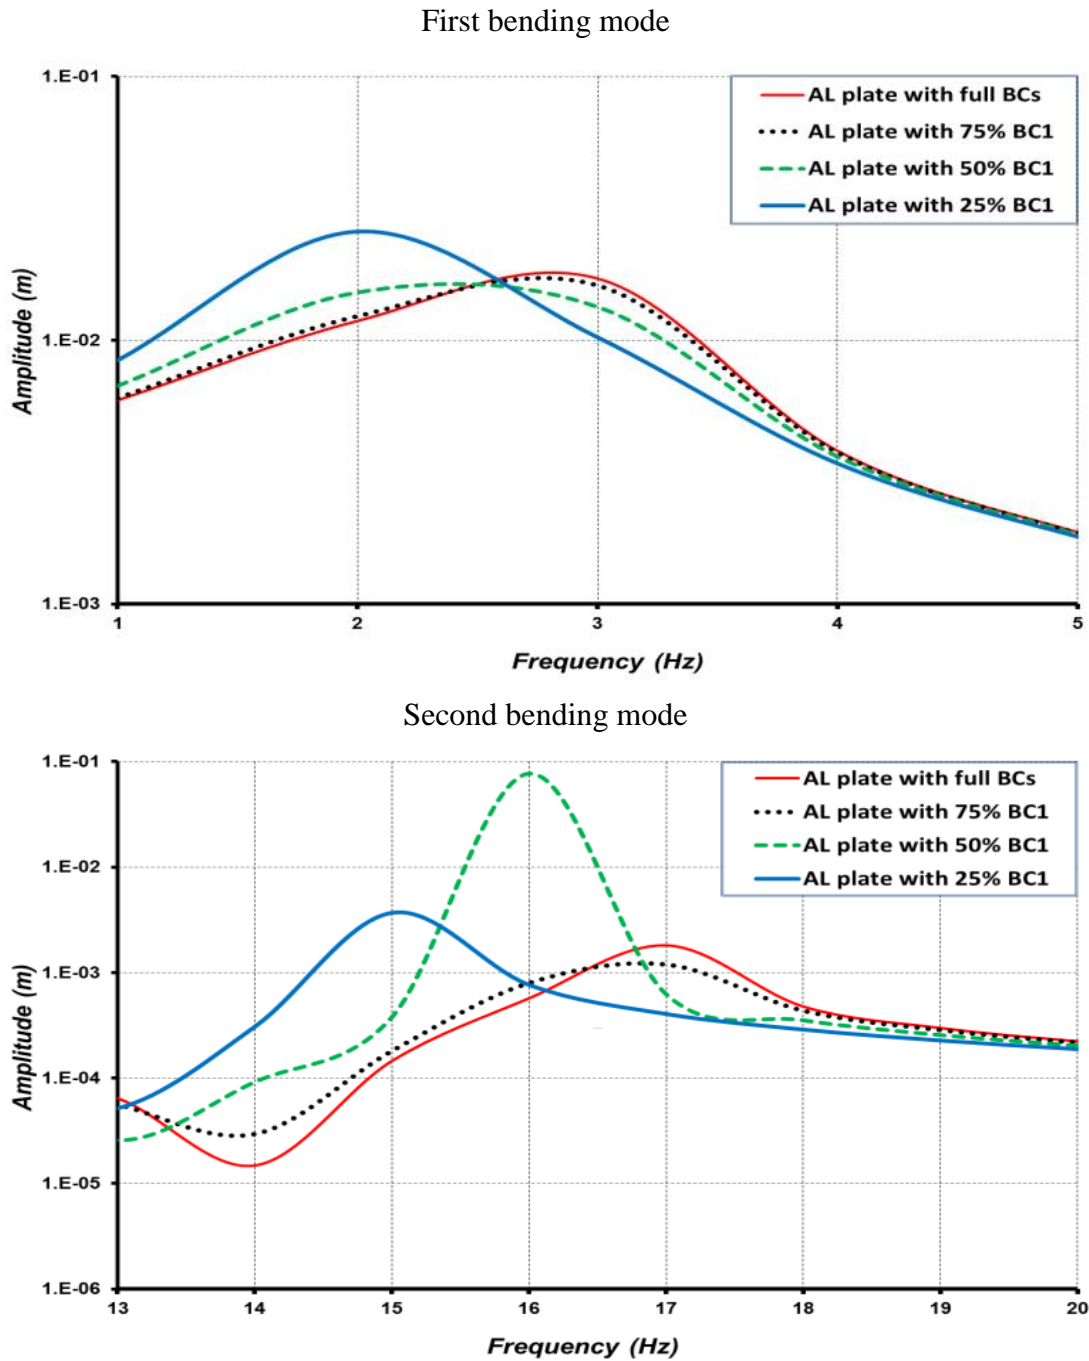 First bending mode
1.E-01
AL plate with full BCs
AL plate with 75% BC1
AL plate with 50% BC1
AL plate with 25% BC1
Amplitude (m)
1.E-02
1.E-03
1 2 3 4 5
Frequency (Hz)
Second bending mode
1.E-01
AL plate with full BCs
AL plate with 75% BC1
AL plate with 50% BC1
AL plate with 25% BC1
1.E-02
1.E-03
Amplitude (m)
1.E-04
1.E-05
1.E-06
13 14 15 16 17 18 19 20
Frequency (Hz)